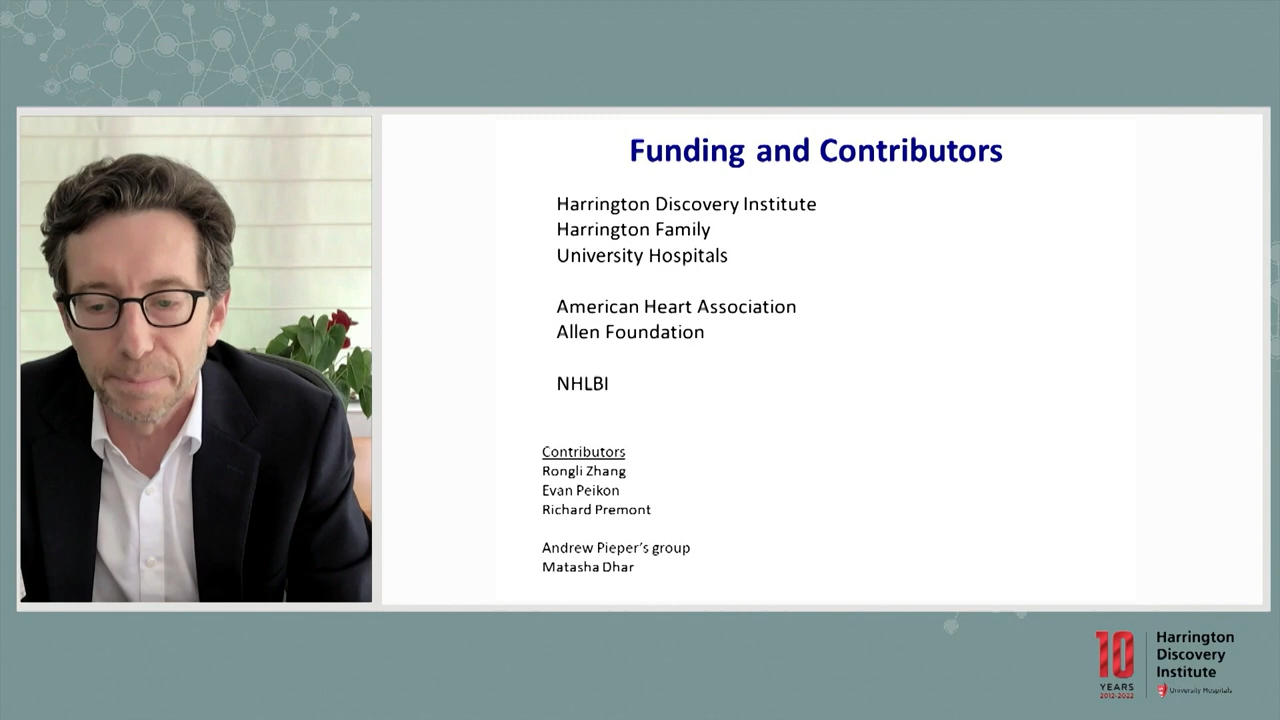 Funding and Contributors
Harrington Discovery Institute
Harrington Family
University Hospitals
American Heart Association
Allen Foundation
NHLBI
Contributors
Rongli Zhang
Evan Peikon
Richard Premont
Andrew Pieper's group
Matasha Dhar
10
YEARS
2012-2022
Harrington
Discovery
Institute
University Hospitals